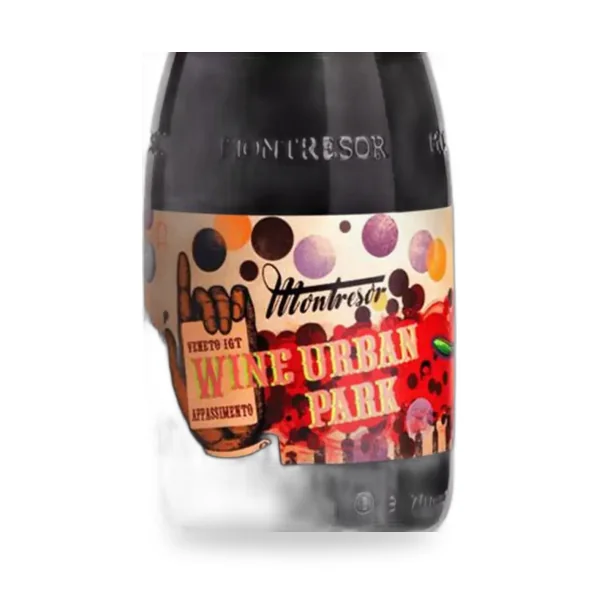 MONTRESOR
Montresor
VENETO IGT
WINE URBAN
PARK
APPASSIMENTO